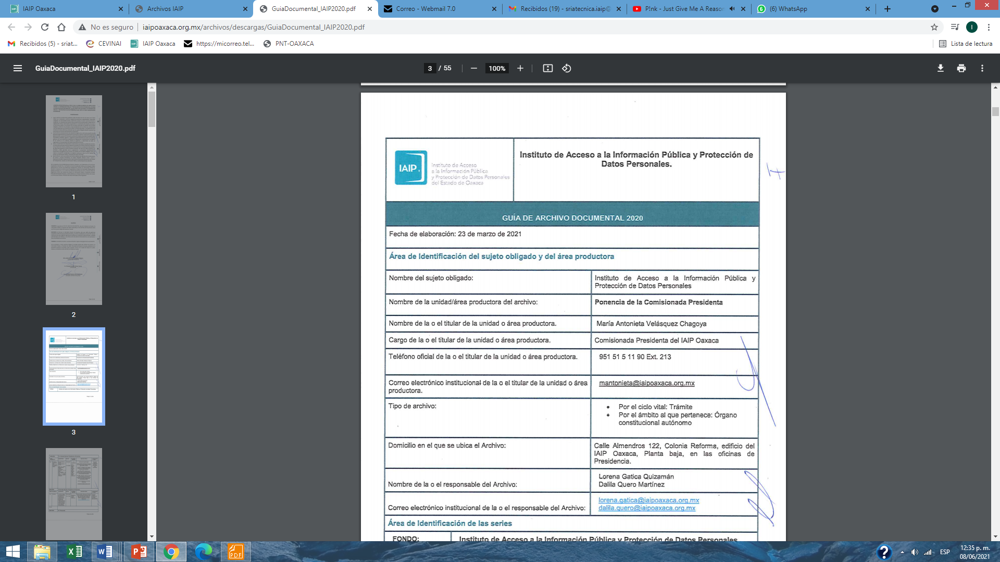 IAIP Oaxaca
Archivos IAIP
GuiaDocumental_IAIP2020.pdf
Correo - Webmail 7.0
Recibidos (19) - sriatecnica.iaip@
P!nk - Just Give Me A Reason
(6) WhatsApp
No es seguro
iaipoaxaca.org.mx/archivos/descargas/GuiaDocumental_IAIP2020.pdf
Recibidos (5) - sriat...
CEVINAI
IAIP Oaxaca
https://micorreo.tel...
PNT-OAXACA
Lista de lectura
GuiaDocumental_IAIP2020.pdf
3 / 55
100%
1
2
3
IAIP
Instituto de Acceso
a la Información Pública
y Protección de Datos Personales
del Estado de Oaxaca
Instituto de Acceso a la Información Pública y Protección de
Datos Personales.
GUÍA DE ARCHIVO DOCUMENTAL 2020
Fecha de elaboración: 23 de marzo de 2021
Área de Identificación del sujeto obligado y del área productora
Nombre del sujeto obligado:
Instituto de Acceso a la Información Pública y
Protección de Datos Personales
Nombre de la unidad/área productora del archivo:
Ponencia de la Comisionada Presidenta
Nombre de la o el titular de la unidad o área productora.
María Antonieta Velásquez Chagoya
Cargo de la o el titular de la unidad o área productora.
Comisionada Presidenta del IAIP Oaxaca
Teléfono oficial de la o el titular de la unidad o área productora.
951 51 5 11 90 Ext. 213
Correo electrónico institucional de la o el titular de la unidad o área
productora.
mantonieta@iaipoaxaca.org.mx
Tipo de archivo:
• Por el ciclo vital: Trámite
• Por el ámbito al que pertenece: Órgano
constitucional autónomo
Domicilio en el que se ubica el Archivo:
Calle Almendros 122, Colonia Reforma, edificio del
IAIP Oaxaca, Planta baja, en las oficinas de
Presidencia.
Nombre de la o el responsable del Archivo:
Lorena Gatica Quizamán
Dalila Quero Martínez
Correo electrónico institucional de la o el responsable del Archivo:
lorena.gatica@iaipoaxaca.org.mx
dalila.quero@iaipoaxaca.org.mx
Área de Identificación de las series
FONDO:
Instituto de Acceso a la Información Pública y Protección de Datos Personales
ESP
12:35 p. m.
08/06/2021